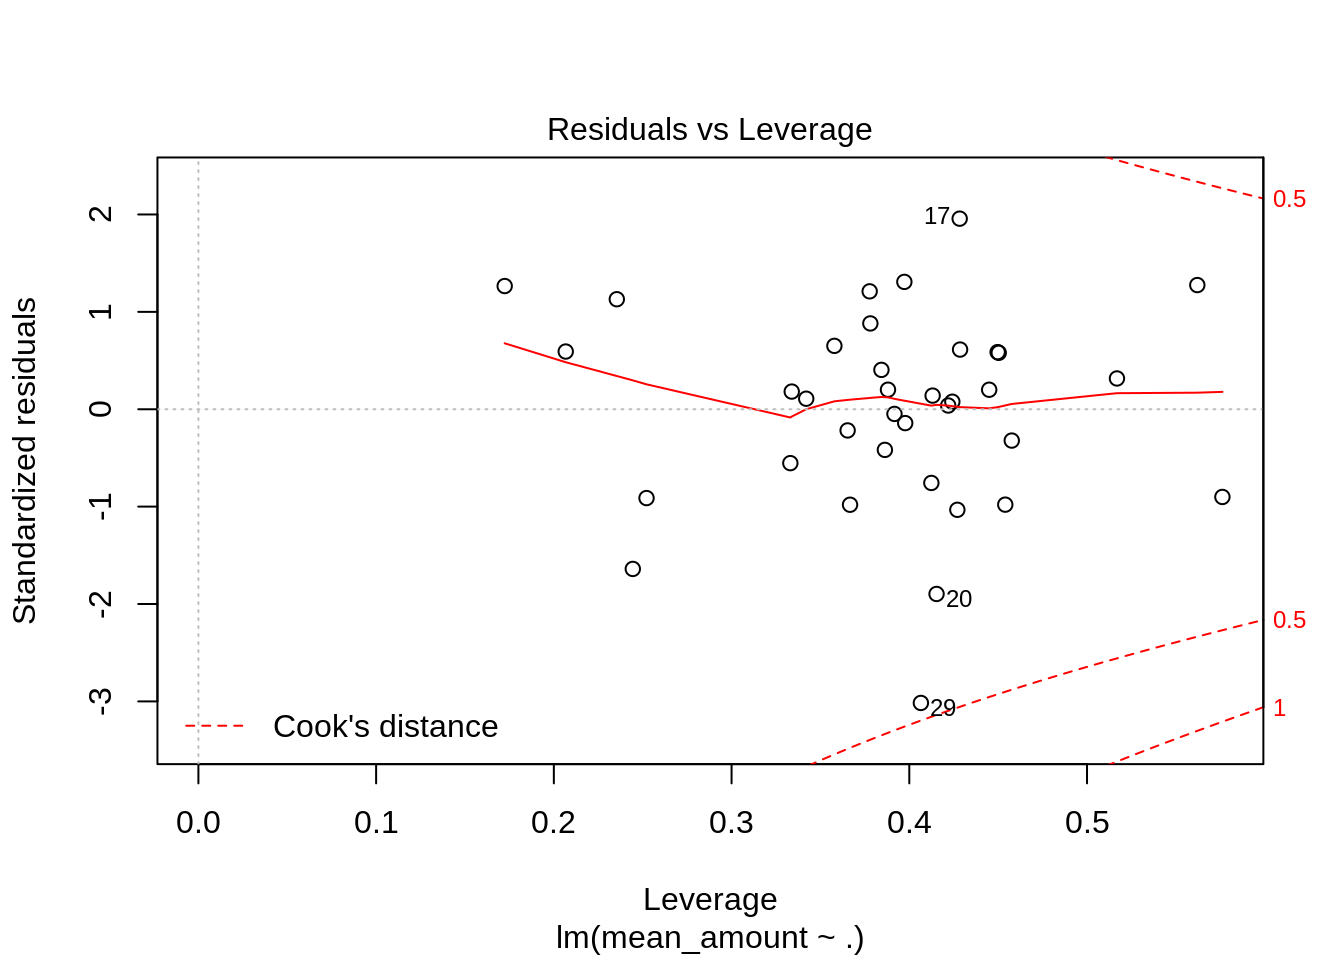 Residuals vs Leverage
Standardized residuals
2
1
0
-1
-2
-3
17
20
29
0.5
0.5
1
Cook's distance
0.0 0.1 0.2 0.3 0.4 0.5
Leverage
lm(mean_amount ~ .)